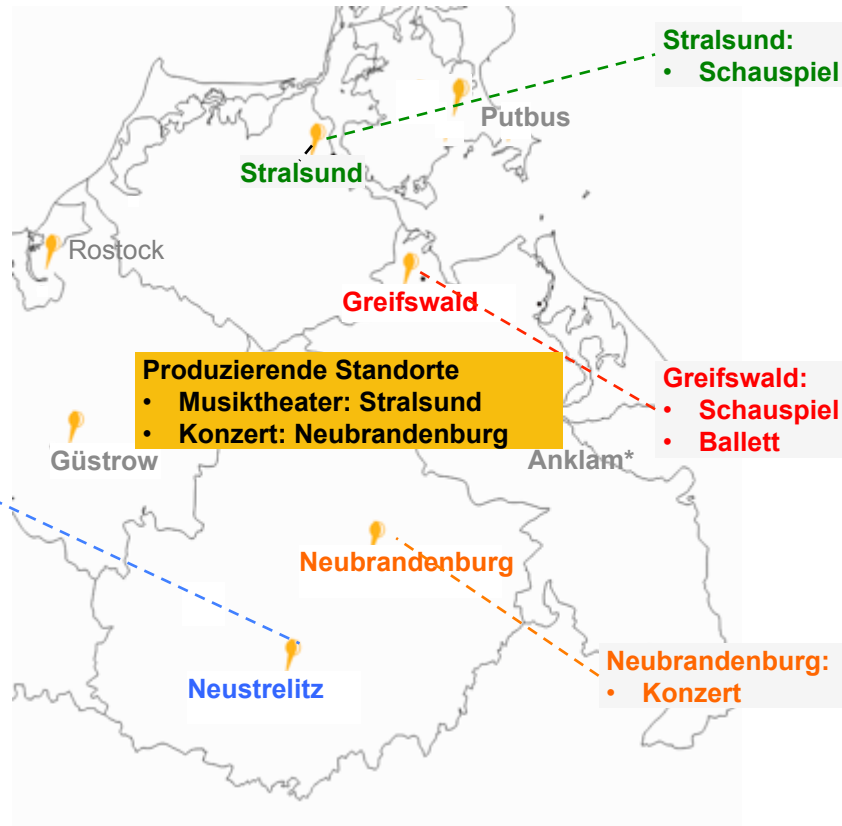 Stralsund:
• Schauspiel
Putbus
Stralsund
Rostock
Greifswald
Produzierende Standorte
• Musiktheater: Stralsund
• Konzert: Neubrandenburg
Greifswald:
• Schauspiel
• Ballett
Güstrow
Anklam*
Neubrandenburg
Neubrandenburg:
• Konzert
Neustrelitz